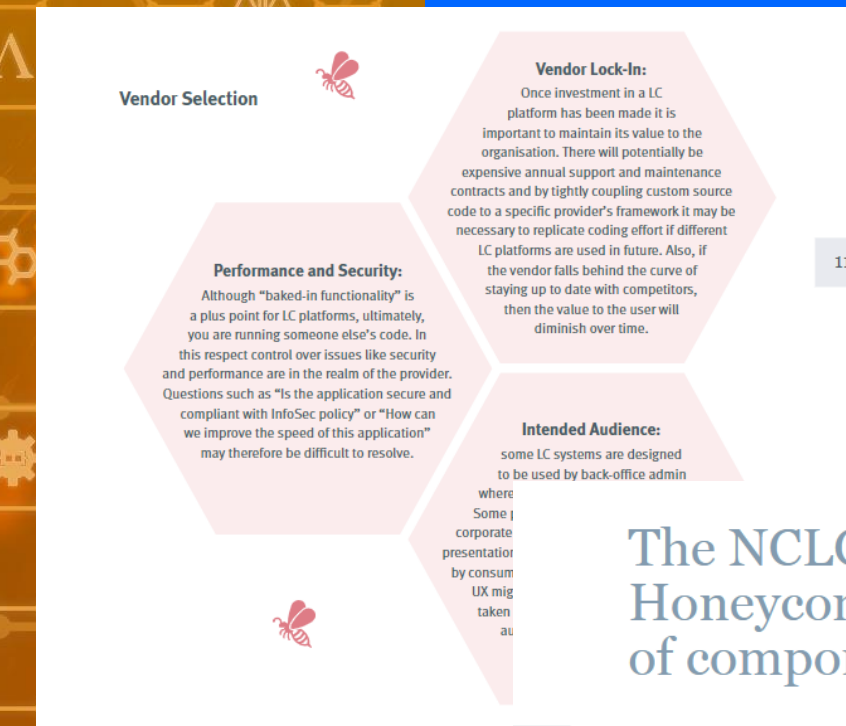 Vendor Selection
Vendor Lock-In:
Once investment in a LC
platform has been made it is
important to maintain its value to the
organisation. There will potentially be
expensive annual support and maintenance
contracts and by tightly coupling custom source
code to a specific provider's framework it may be
necessary to replicate coding effort if different
LC platforms are used in future. Also, if
the vendor falls behind the curve of
staying up to date with competitors,
then the value to the user will
diminish over time.
Performance and Security:
Although “baked-in functionality” is
a plus point for LC platforms, ultimately,
you are running someone else's code. In
this respect control over issues like security
and performance are in the realm of the provider.
Questions such as “Is the application secure and
compliant with InfoSec policy” or “How can
we improve the speed of this application”
may therefore be difficult to resolve.
Intended Audience:
some LC systems are designed
to be used by back-office admin
where
Some
corporate
presentation
by consum
UX mig
taken
au
The NCLC
Honeycom
of compo